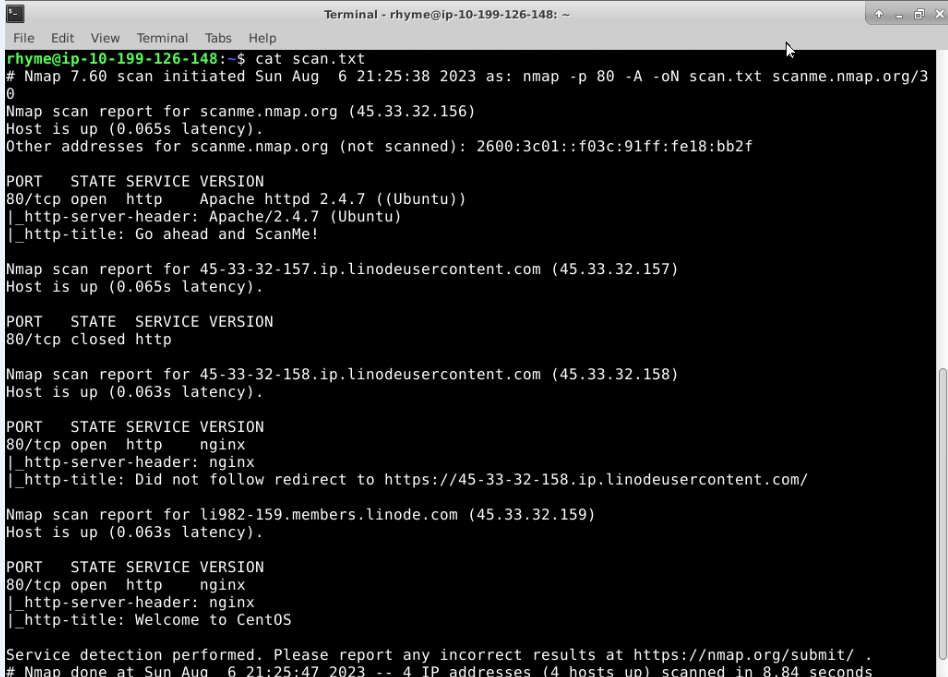 Terminal - rhyme@ip-10-199-126-148: ~
File Edit View Terminal Tabs Help
rhyme@ip-10-199-126-148:~$ cat scan.txt
# Nmap 7.60 scan initiated Sun Aug  6 21:25:38 2023 as: nmap -p 80 -A -oN scan.txt scanme.nmap.org/3
0
Nmap scan report for scanme.nmap.org (45.33.32.156)
Host is up (0.065s latency).
Other addresses for scanme.nmap.org (not scanned): 2600:3c01::f03c:91ff:fe18:bb2f
PORT   STATE SERVICE VERSION
80/tcp open  http    Apache httpd 2.4.7 ((Ubuntu))
|_http-server-header: Apache/2.4.7 (Ubuntu)
|_http-title: Go ahead and ScanMe!
Nmap scan report for 45-33-32-157.ip.linodeusercontent.com (45.33.32.157)
Host is up (0.065s latency).
PORT   STATE  SERVICE VERSION
80/tcp closed http
Nmap scan report for 45-33-32-158.ip.linodeusercontent.com (45.33.32.158)
Host is up (0.063s latency).
PORT   STATE SERVICE VERSION
80/tcp open  http    nginx
|_http-server-header: nginx
|_http-title: Did not follow redirect to https://45-33-32-158.ip.linodeusercontent.com/
Nmap scan report for li982-159.members.linode.com (45.33.32.159)
Host is up (0.063s latency).
PORT   STATE SERVICE VERSION
80/tcp open  http    nginx
|_http-server-header: nginx
|_http-title: Welcome to CentOS
Service detection performed. Please report any incorrect results at https://nmap.org/submit/ .
# Nmap done at Sun Aug  6 21:25:47 2023 -- 4 IP addresses (4 hosts up) scanned in 8.84 seconds